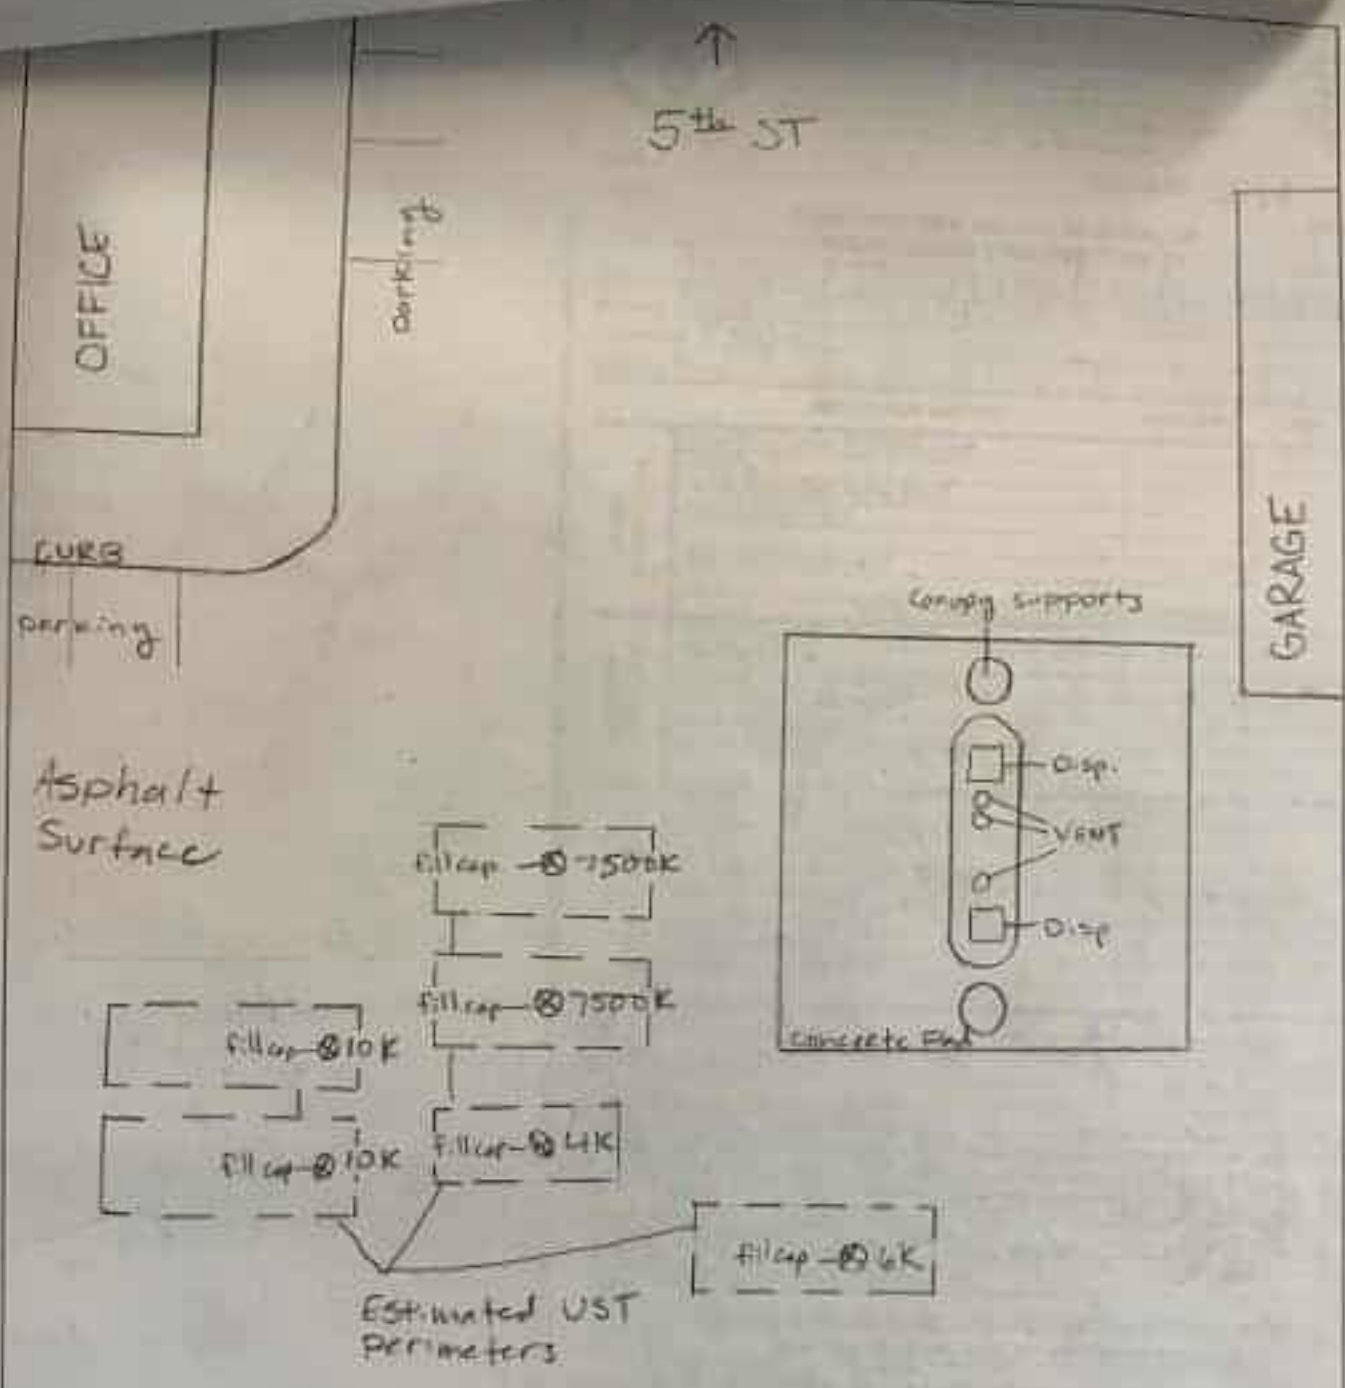 5th ST
OFFICE
parking
CURB
parking
GARAGE
Canopy supports
Disp.
VENT
Disp
Concrete Pad
Asphalt
Surface
fill cap 7500K
fill cap 7500K
fill cap 10K
fill cap 10K
fill cap 4K
fill cap 6K
Estimated UST
perimeters